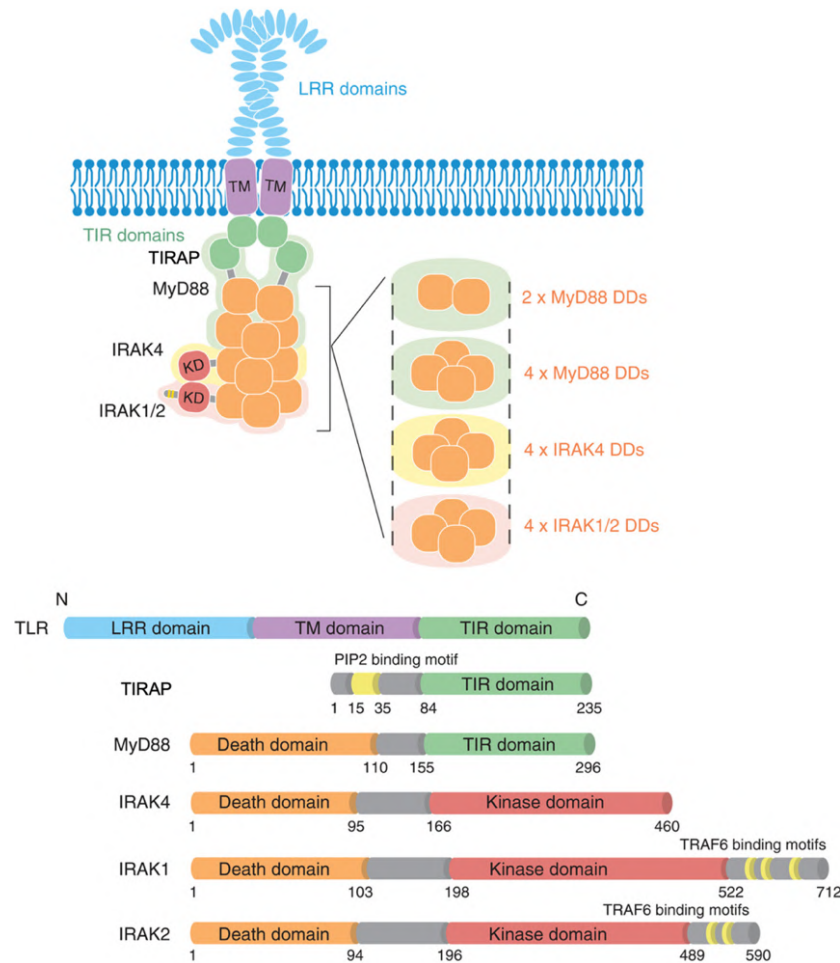 LRR domains
TM TM
TIR domains
TIRAP
MyD88
IRAK4
KD
IRAK1/2
KD
2 x MyD88 DDs
4 x MyD88 DDs
4 x IRAK4 DDs
4 x IRAK1/2 DDs
N C
TLR LRR domain TM domain TIR domain
PIP2 binding motif
TIRAP TIR domain
1 15 35 84 235
MyD88 Death domain TIR domain
1 110 155 296
IRAK4 Death domain Kinase domain
1 95 166 460
TRAF6 binding motifs
IRAK1 Death domain Kinase domain
1 103 198 522 712
TRAF6 binding motifs
IRAK2 Death domain Kinase domain
1 94 196 489 590